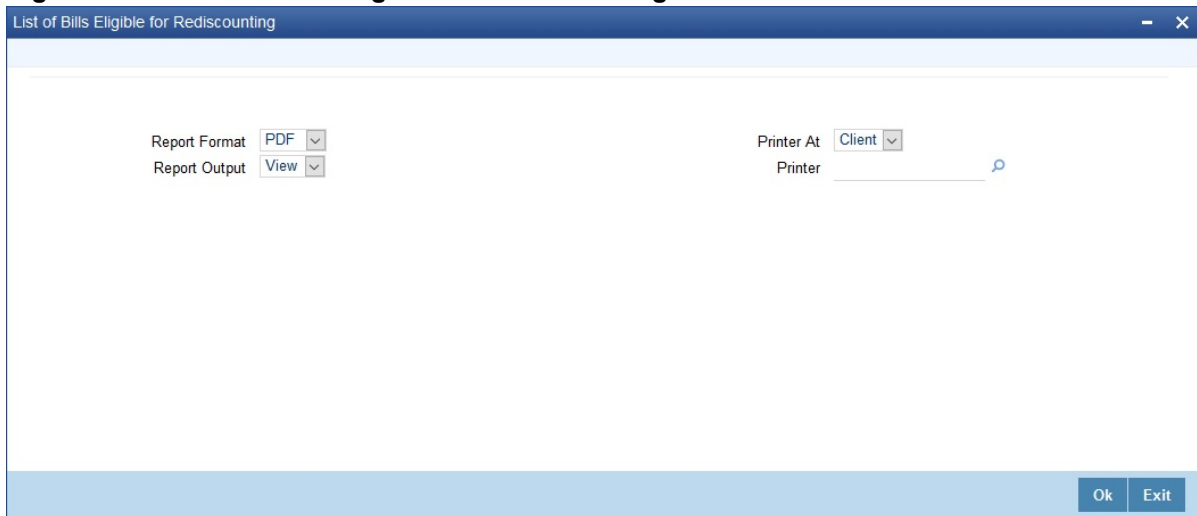 List of Bills Eligible for Rediscounting
Report Format PDF Printer At Client
Report Output View Printer
Ok Exit